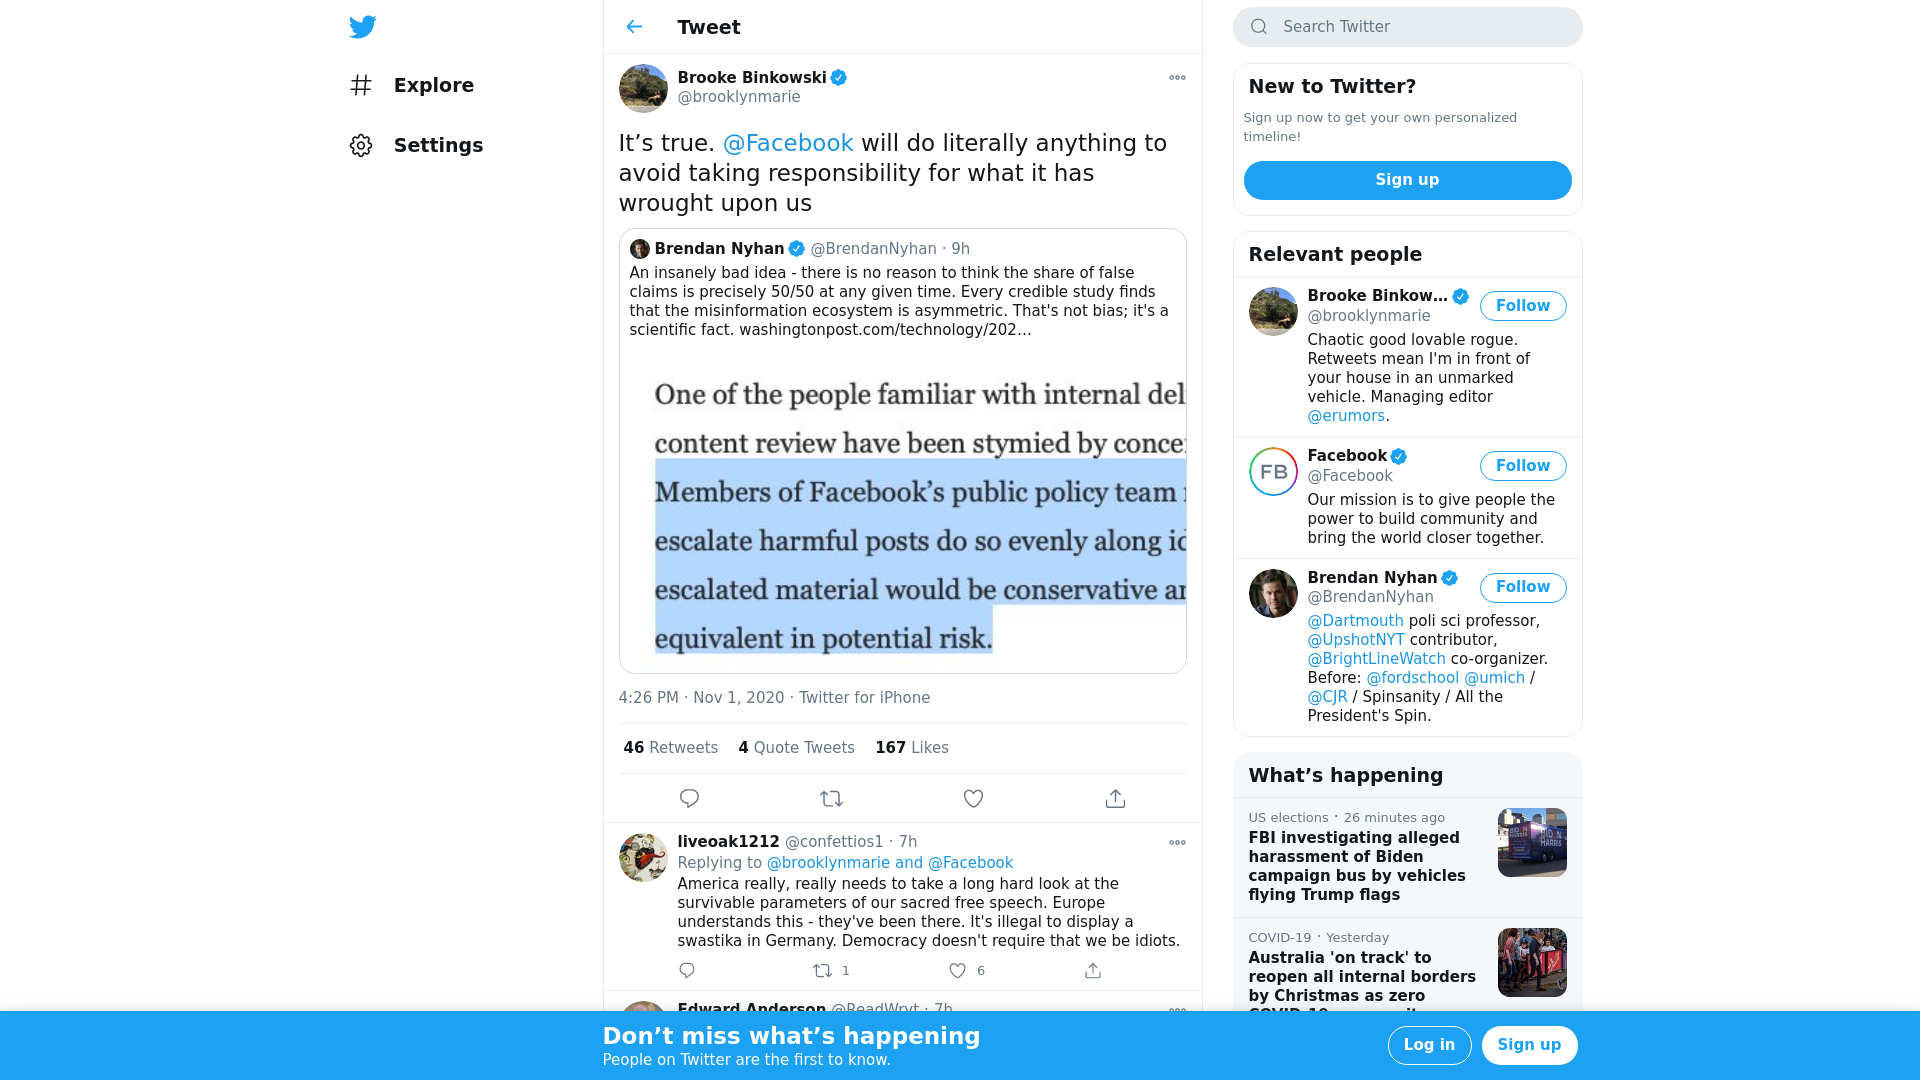 Explore
Settings
Tweet
Brooke Binkowski
@brooklynmarie
It’s true. @Facebook will do literally anything to
avoid taking responsibility for what it has
wrought upon us
Brendan Nyhan @BrendanNyhan · 9h
An insanely bad idea - there is no reason to think the share of false
claims is precisely 50/50 at any given time. Every credible study finds
that the misinformation ecosystem is asymmetric. That's not bias; it's a
scientific fact. washingtonpost.com/technology/202…
One of the people familiar with internal del
content review have been stymied by conce
Members of Facebook’s public policy team
escalate harmful posts do so evenly along
escalated material would be conservative
equivalent in potential risk.
4:26 PM · Nov 1, 2020 · Twitter for iPhone
46 Retweets 4 Quote Tweets 167 Likes
liveoak1212 @confettios1 · 7h
Replying to @brooklynmarie and @Facebook
America really, really needs to take a long hard look at the
survivable parameters of our sacred free speech. Europe
understands this - they've been there. It's illegal to display a
swastika in Germany. Democracy doesn't require that we be idiots.
1 6
Edward Anderson @ReadWryt · 7h
Search Twitter
New to Twitter?
Sign up now to get your own personalized
timeline!
Sign up
Relevant people
Brooke Binkow…
Follow
@brooklynmarie
Chaotic good lovable rogue.
Retweets mean I'm in front of
your house in an unmarked
vehicle. Managing editor
@erumors.
FB
Facebook
Follow
@Facebook
Our mission is to give people the
power to build community and
bring the world closer together.
Brendan Nyhan
Follow
@BrendanNyhan
@Dartmouth poli sci professor,
@UpshotNYT contributor,
@BrightLineWatch co-organizer.
Before: @fordschool @umich /
@CJR / Spinsanity / All the
President's Spin.
What’s happening
US elections · 26 minutes ago
FBI investigating alleged
harassment of Biden
campaign bus by vehicles
flying Trump flags
COVID-19 · Yesterday
Australia 'on track' to
reopen all internal borders
by Christmas as zero
Don’t miss what’s happening
People on Twitter are the first to know.
Log in
Sign up